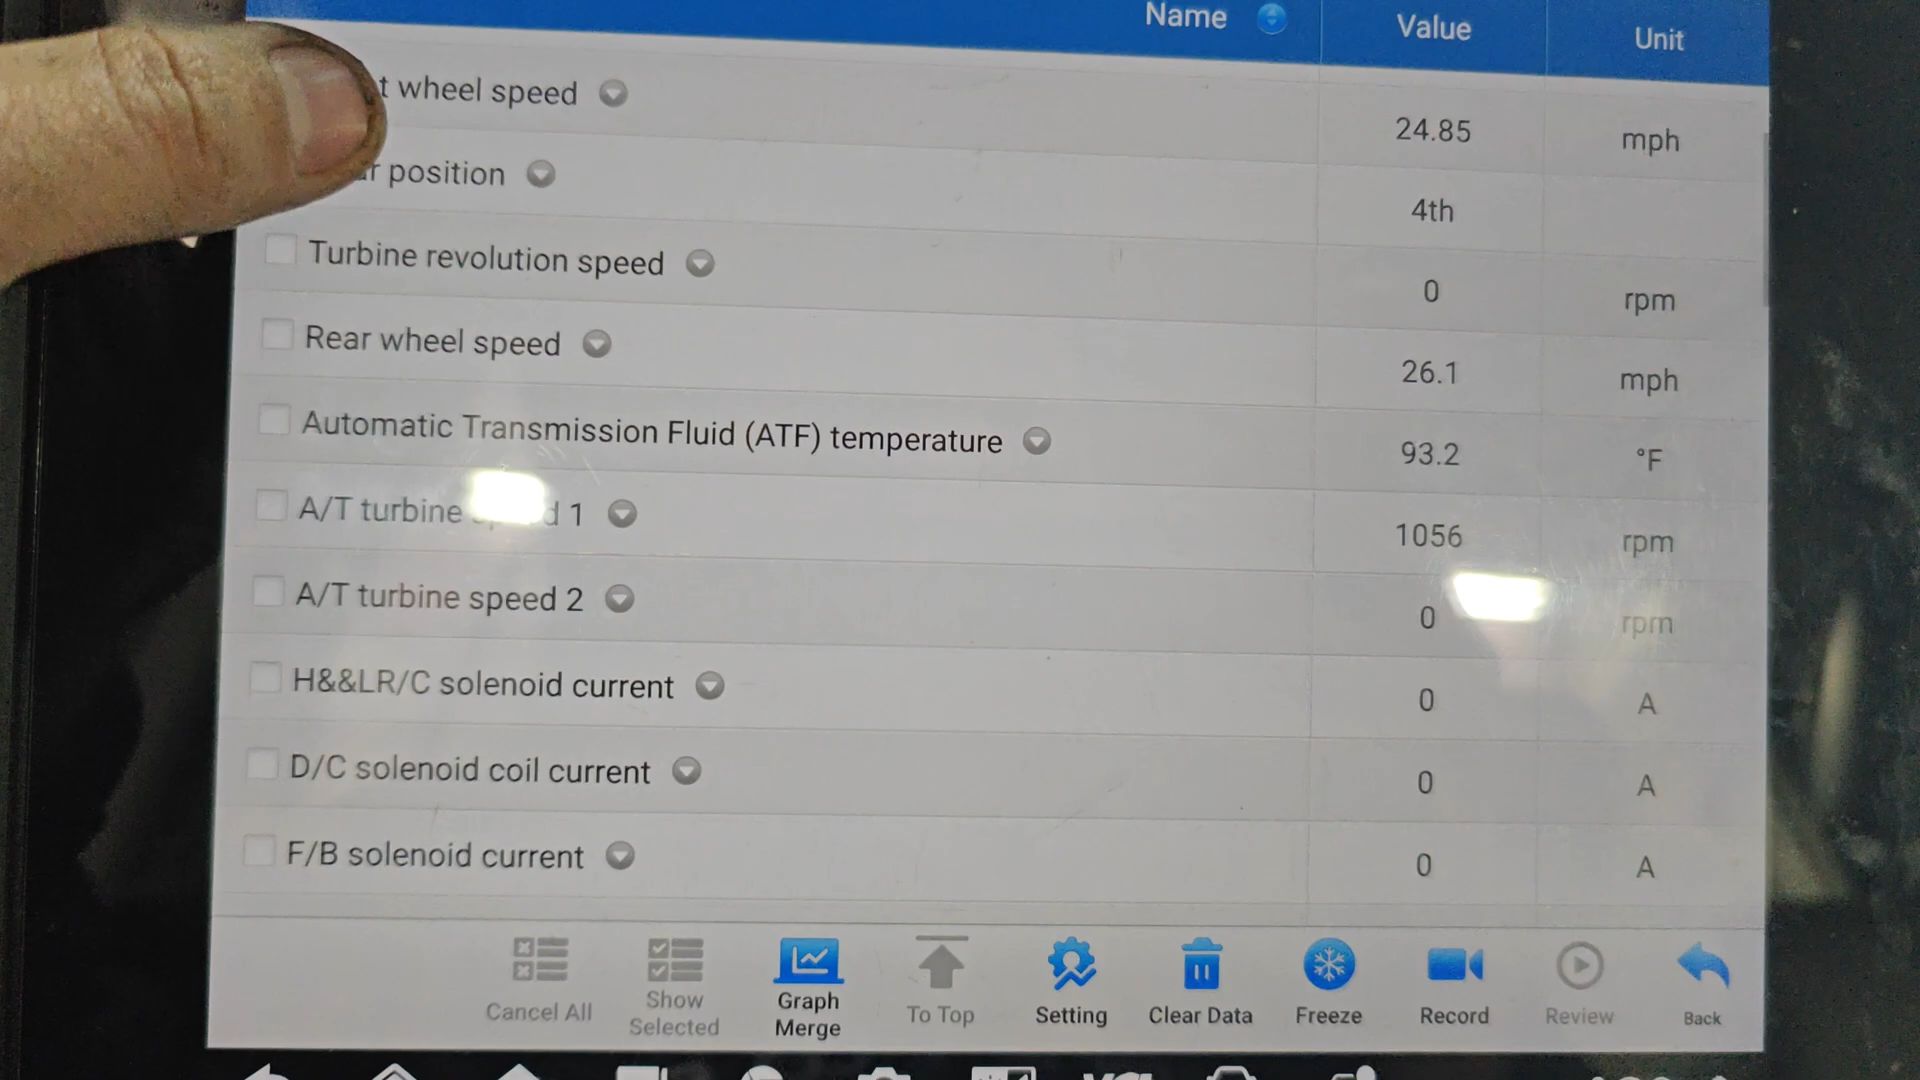 Name Value Unit
wheel speed 24.85 mph
position 4th
Turbine revolution speed 0 rpm
Rear wheel speed 26.1 mph
Automatic Transmission Fluid (ATF) temperature 93.2 °F
A/T turbine 1 1056 rpm
A/T turbine speed 2 0 rpm
H&&LR/C solenoid current 0 A
D/C solenoid coil current 0 A
F/B solenoid current 0 A
Cancel All
Show Selected
Graph Merge
To Top
Setting
Clear Data
Freeze
Record
Review
Back